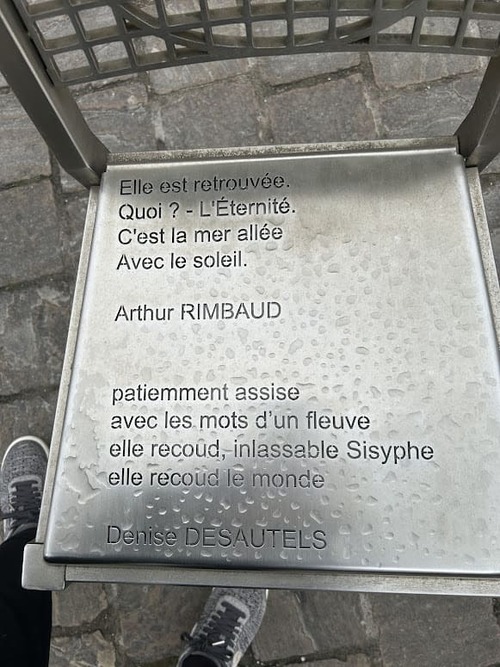 Elle est retrouvée.
Quoi ? - L'Éternité.
C'est la mer allée
Avec le soleil.
Arthur RIMBAUD
patiemment assise
avec les mots d'un fleuve
elle recoud, inlassable Sisyphe
elle recoud le monde
Denise DESAUTELS